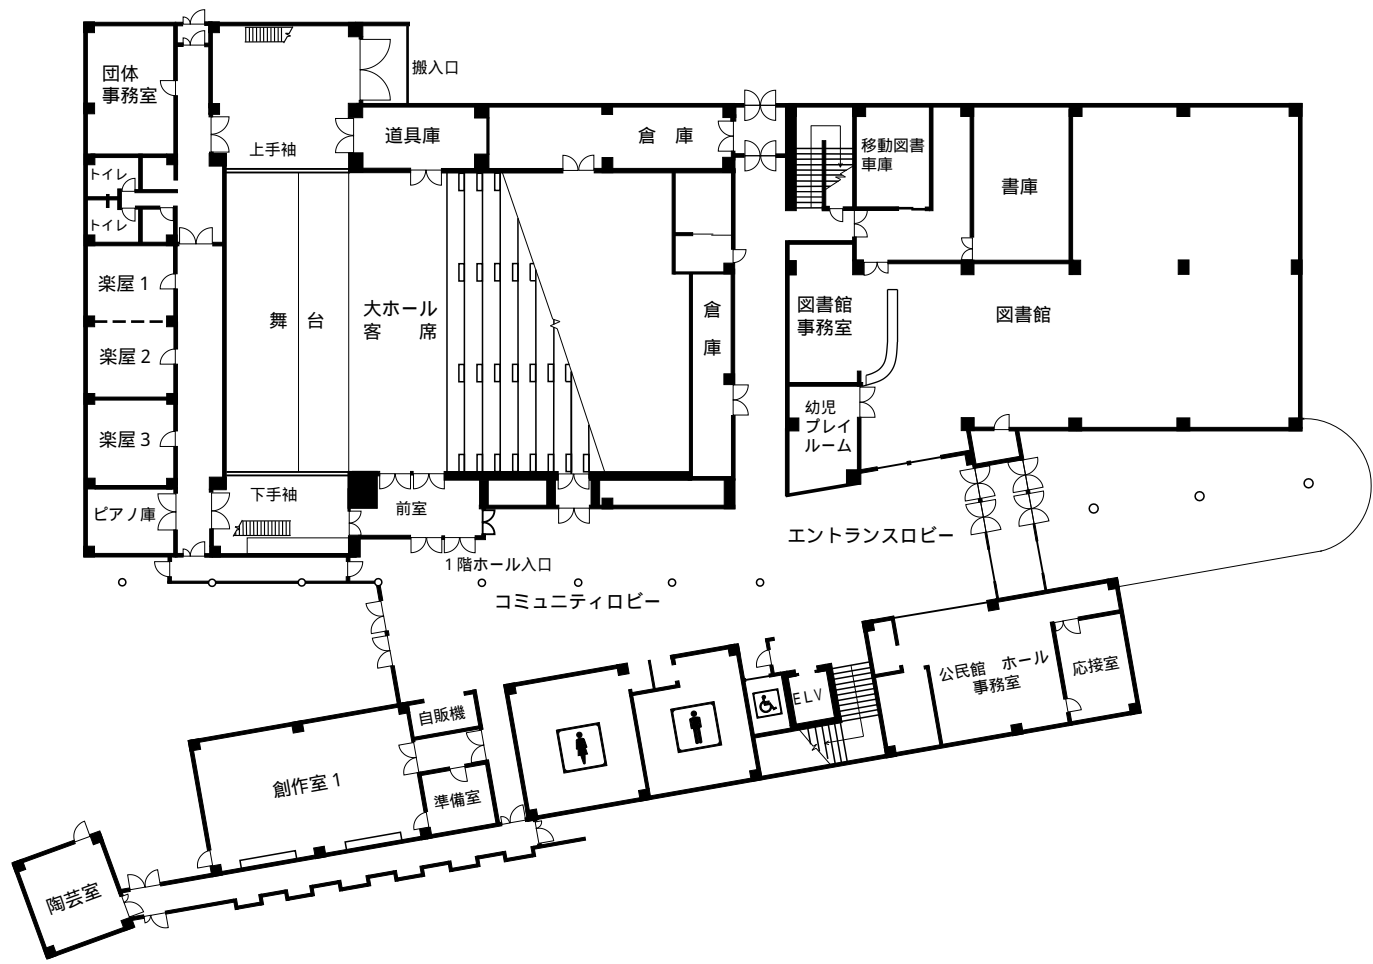 団体
事務室
搬入口
上手袖
道具庫
倉　庫
移動図書
車庫
書庫
トイレ
トイレ
楽屋 1
楽屋 2
楽屋 3
ピアノ庫
舞　台
大ホール
客　席
倉
庫
図書館
事務室
図書館
幼児
プレイ
ルーム
下手袖
前室
1 階ホール入口
エントランスロビー
コミュニティロビー
公民館　ホール
事務室
応接室
ELV
自販機
創作室 1
準備室
陶芸室